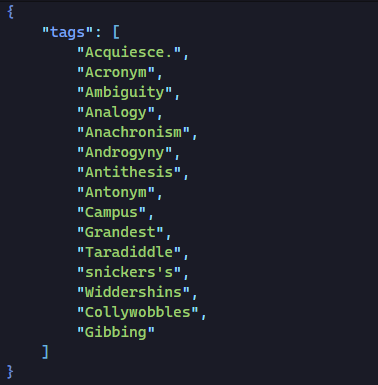 {
"tags": [
"Acquiesce.",
"Acronym",
"Ambiguity",
"Analogy",
"Anachronism",
"Androgyny",
"Antithesis",
"Antonym",
"Campus",
"Grandest",
"Taradiddle",
"snickers's",
"Widdershins",
"Collywobbles",
"Gibbing"
]
}